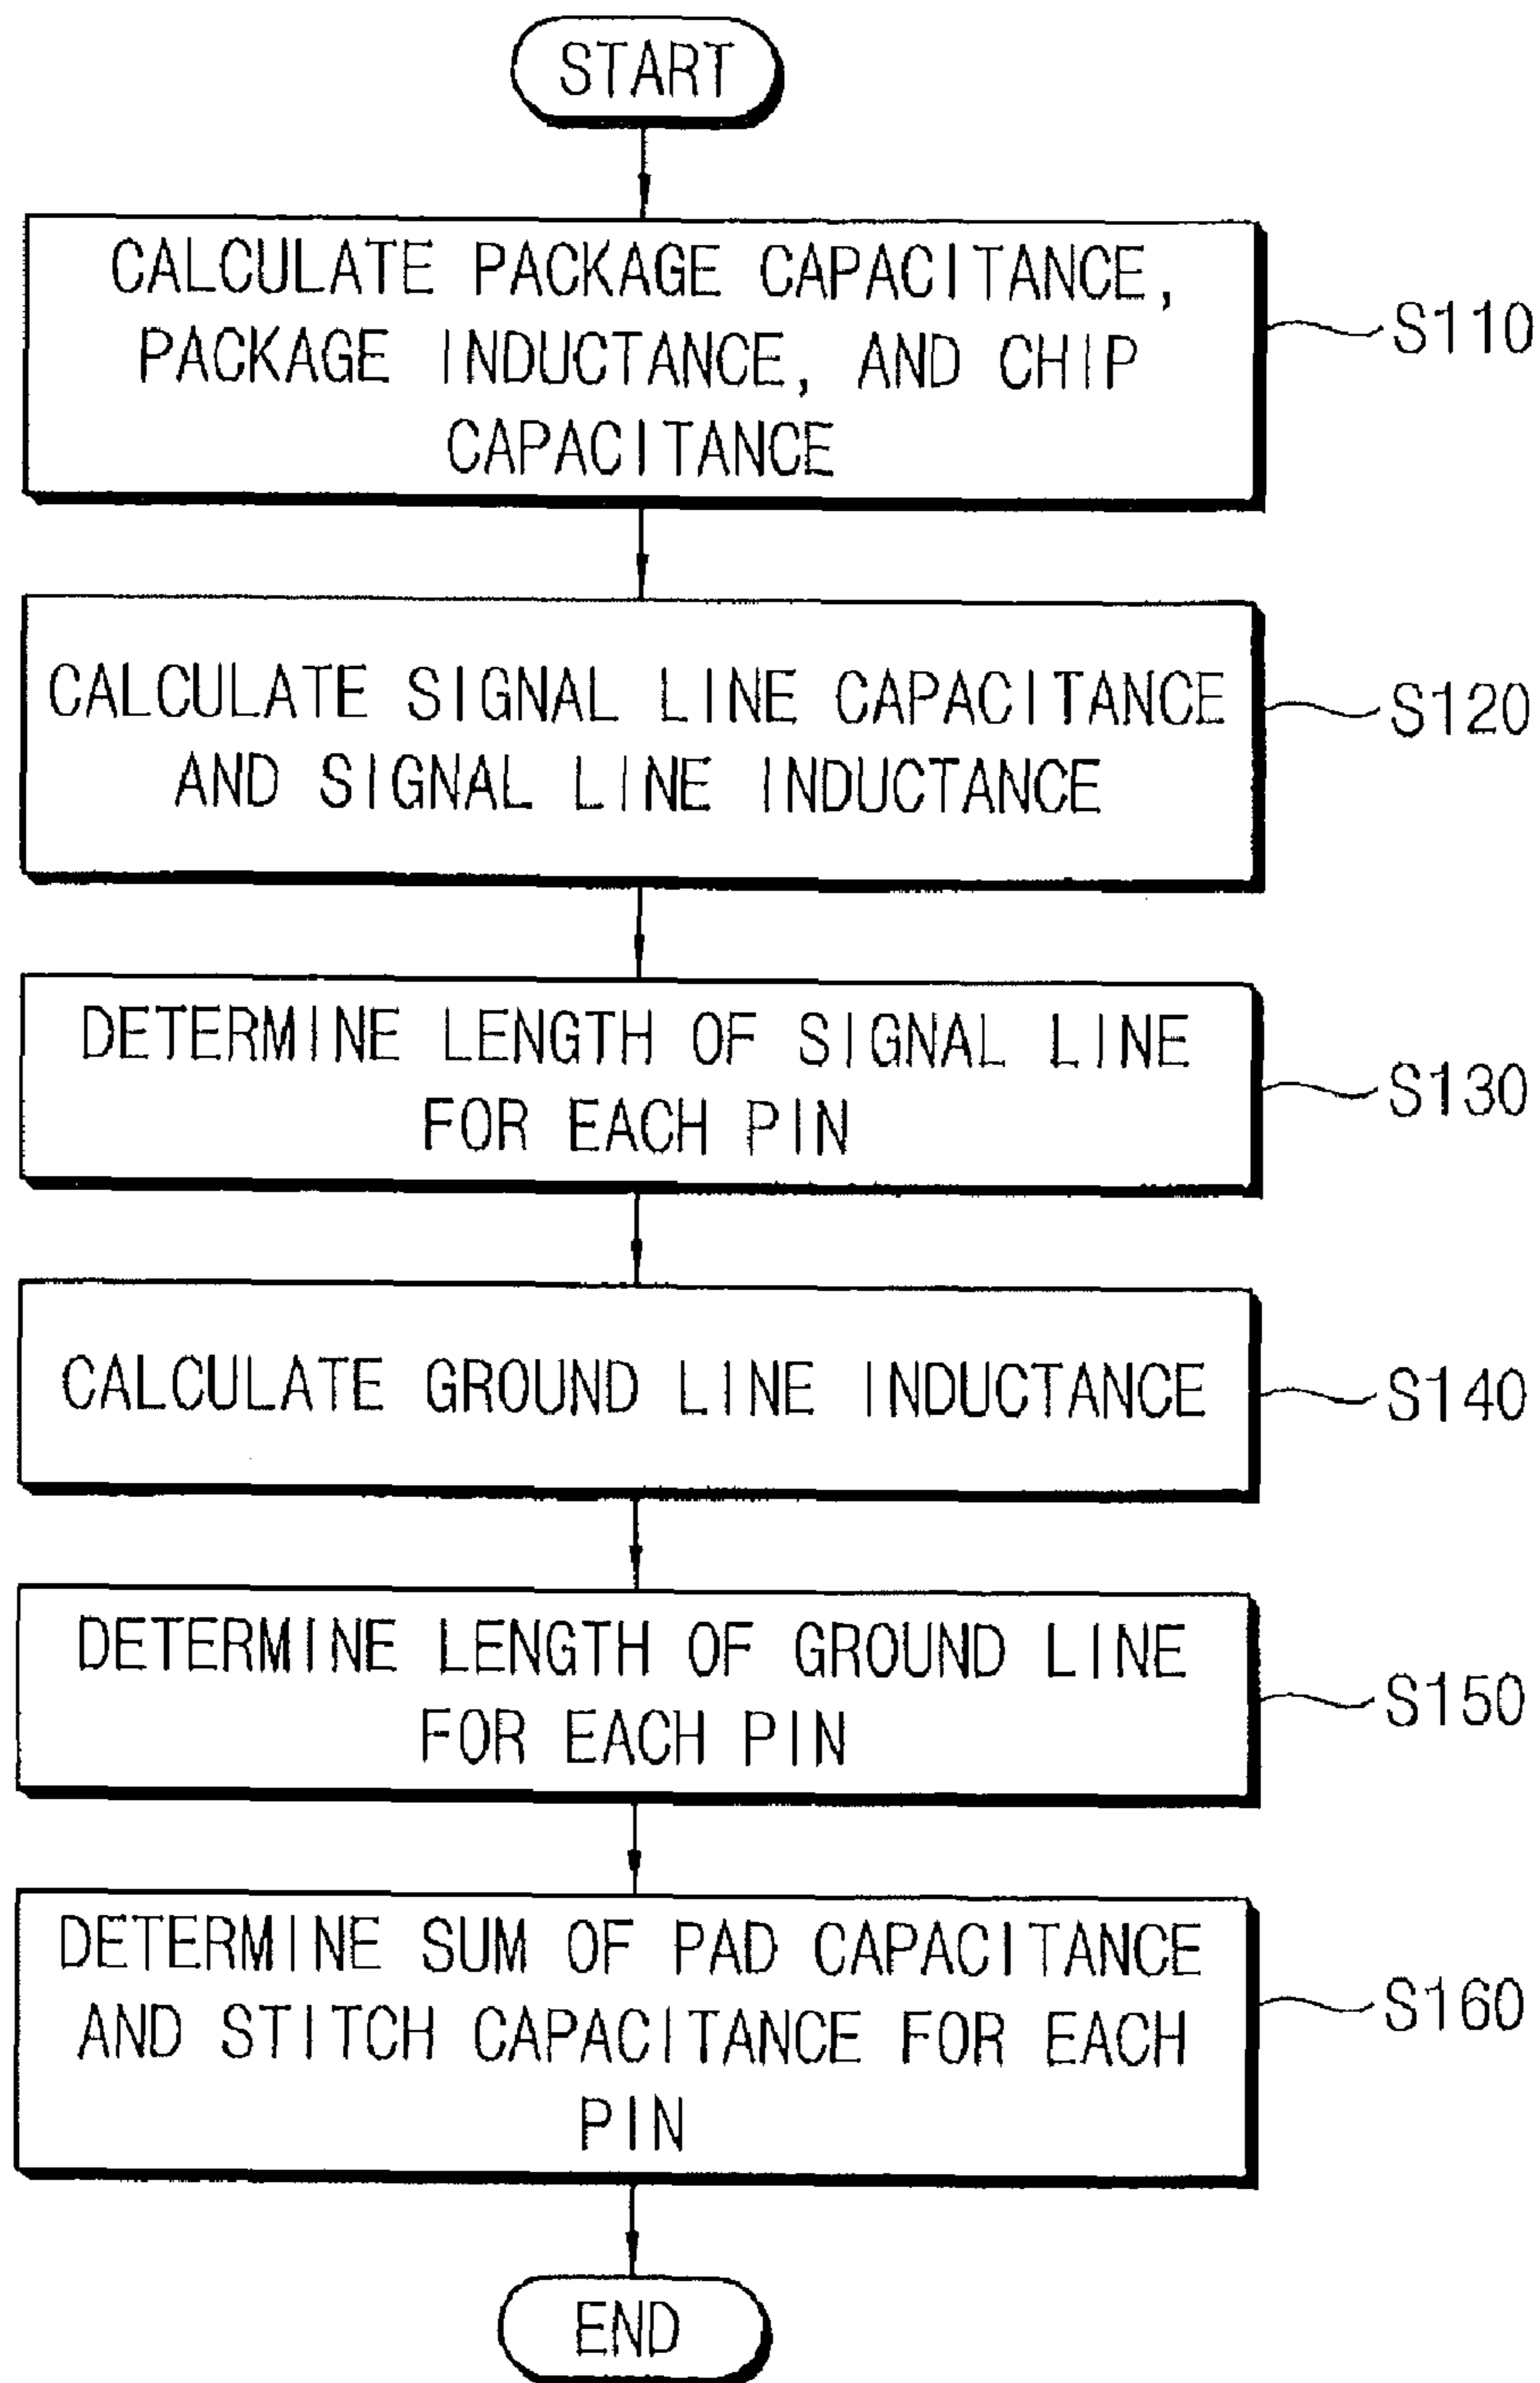 START
CALCULATE PACKAGE CAPACITANCE,
PACKAGE INDUCTANCE, AND CHIP
CAPACITANCE
S110
CALCULATE SIGNAL LINE CAPACITANCE
AND SIGNAL LINE INDUCTANCE
S120
DETERMINE LENGTH OF SIGNAL LINE
FOR EACH PIN
S130
CALCULATE GROUND LINE INDUCTANCE
S140
DETERMINE LENGTH OF GROUND LINE
FOR EACH PIN
S150
DETERMINE SUM OF PAD CAPACITANCE
AND STITCH CAPACITANCE FOR EACH
PIN
S160
END